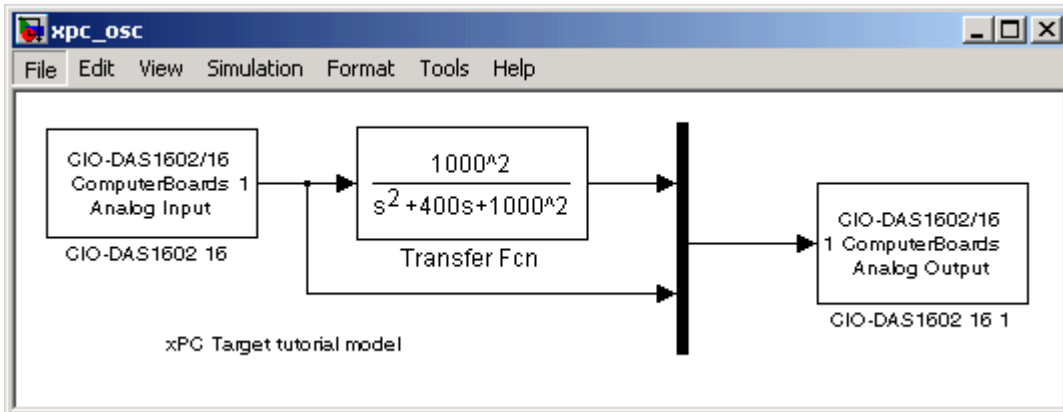 xpc_osc
File Edit View Simulation Format Tools Help
CIO-DAS1602/16
ComputerBoards 1
Analog Input
CIO-DAS1602 16
1000^2
s2+400s+1000^2
Transfer Fcn
CIO-DAS1602/16
1 ComputerBoards
Analog Output
CIO-DAS1602 16 1
xPC Target tutorial model